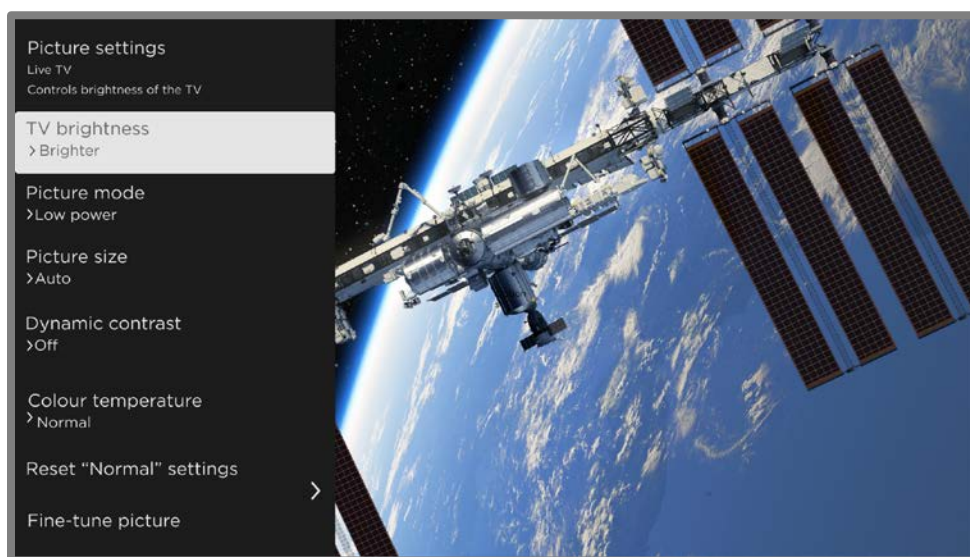 Picture settings
Live TV
Controls brightness of the TV
TV brightness
>Brighter
Picture mode
>Low power
Picture size
>Auto
Dynamic contrast
>Off
Colour temperature
>Normal
Reset “Normal” settings
>
Fine-tune picture